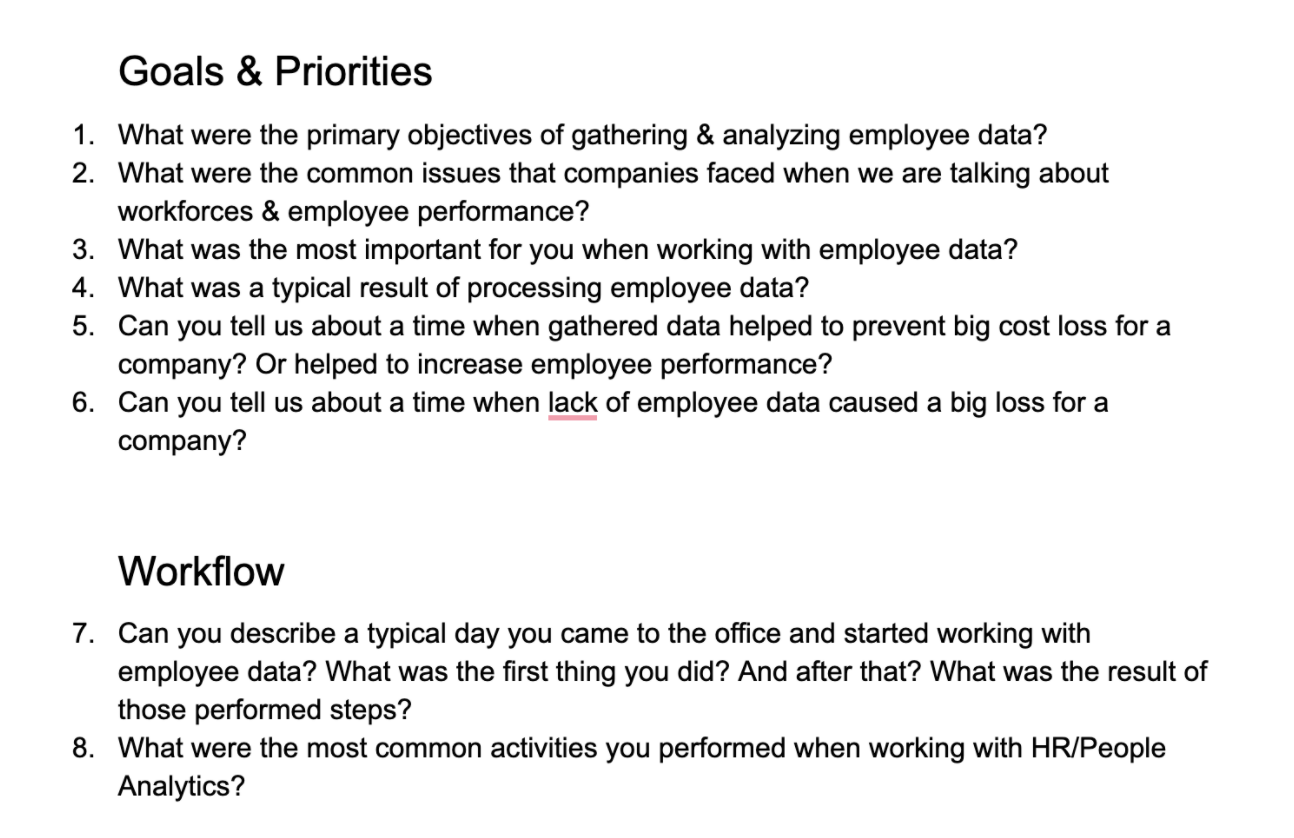 Goals & Priorities
1. What were the primary objectives of gathering & analyzing employee data?
2. What were the common issues that companies faced when we are talking about
workforces & employee performance?
3. What was the most important for you when working with employee data?
4. What was a typical result of processing employee data?
5. Can you tell us about a time when gathered data helped to prevent big cost loss for a
company? Or helped to increase employee performance?
6. Can you tell us about a time when lack of employee data caused a big loss for a
company?
Workflow
7. Can you describe a typical day you came to the office and started working with
employee data? What was the first thing you did? And after that? What was the result of
those performed steps?
8. What were the most common activities you performed when working with HR/People
Analytics?